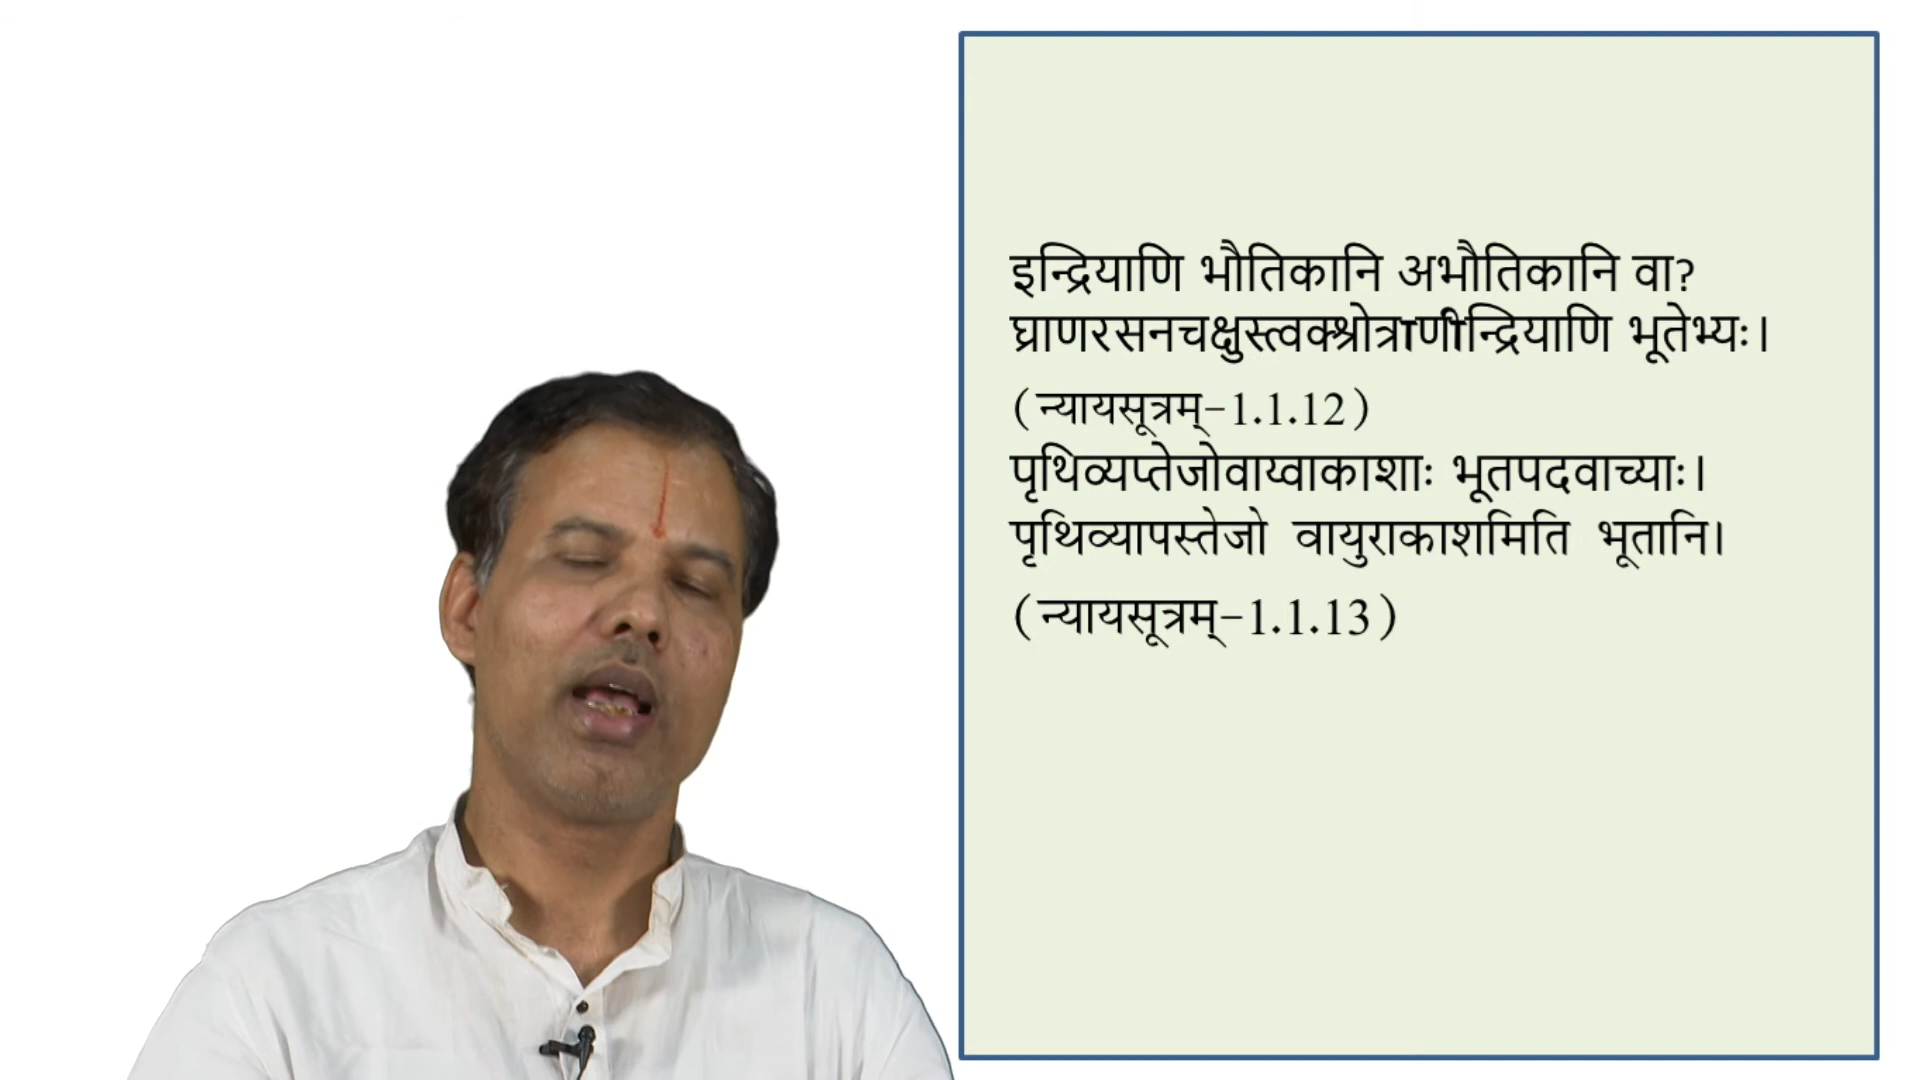 इन्द्रियाणि भौतिकानि अभौतिकानि वा?
घ्राणरसनचक्षुस्त्वक्श्रोत्राणीन्द्रियाणि भूतेभ्यः।
(न्यायसूत्रम्-1.1.12)
पृथिव्यप्तेजोवाय्वाकाशाः भूतपदवाच्याः।
पृथिव्यापस्तेजो वायुराकाशमिति भूतानि।
(न्यायसूत्रम्-1.1.13)